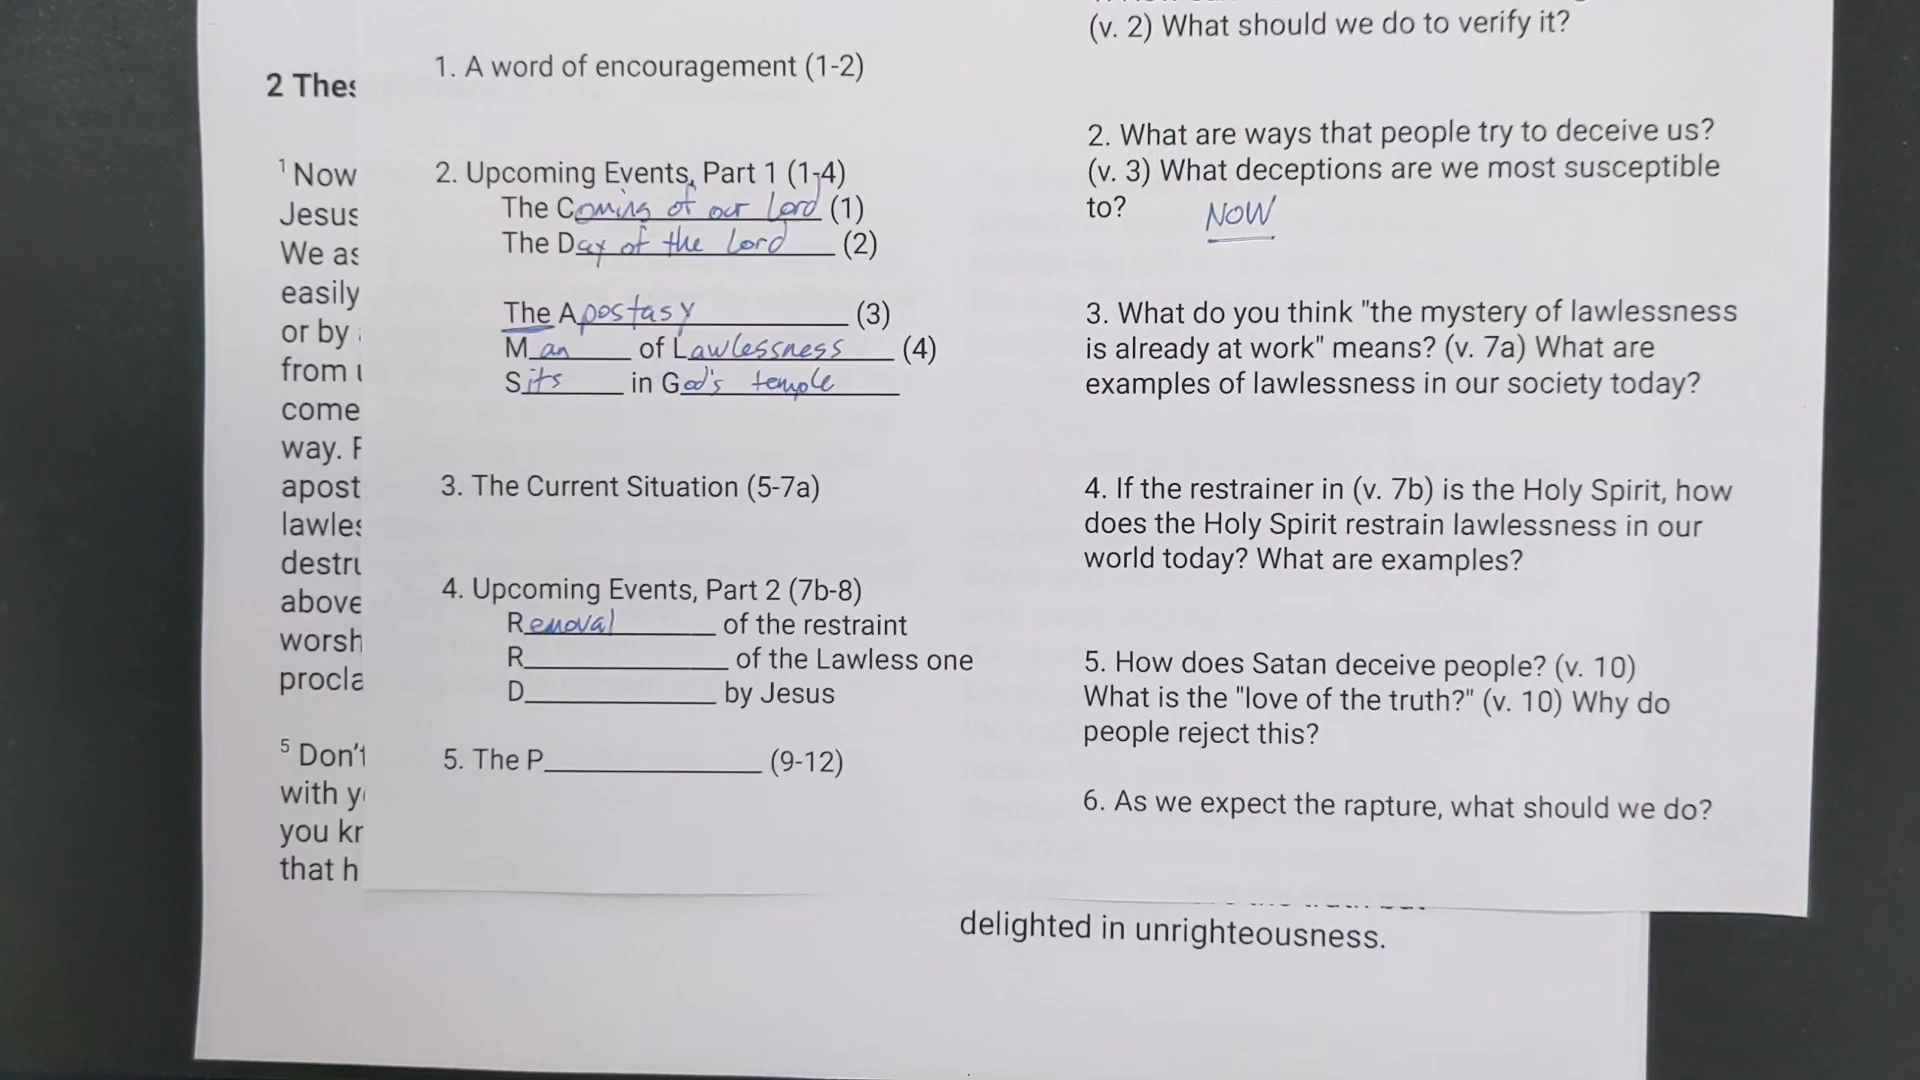 2 Thes
1 Now
Jesus
We as
easily
or by
from
come
way. F
apost
lawles
destru
above
worsh
procla
5 Don't
with y
you kn
that h
1. A word of encouragement (1-2)
2. Upcoming Events, Part 1 (1-4)
The Coming of our Lord (1)
The Day of the Lord (2)
The Apostasy (3)
Man of Lawlessness (4)
Sits in God's temple
3. The Current Situation (5-7a)
4. Upcoming Events, Part 2 (7b-8)
Removal of the restraint
R____ of the Lawless one
D____ by Jesus
5. The P____ (9-12)
(v. 2) What should we do to verify it?
2. What are ways that people try to deceive us?
(v. 3) What deceptions are we most susceptible
to? NOW
3. What do you think "the mystery of lawlessness
is already at work" means? (v. 7a) What are
examples of lawlessness in our society today?
4. If the restrainer in (v. 7b) is the Holy Spirit, how
does the Holy Spirit restrain lawlessness in our
world today? What are examples?
5. How does Satan deceive people? (v. 10)
What is the "love of the truth?" (v. 10) Why do
people reject this?
6. As we expect the rapture, what should we do?
delighted in unrighteousness.